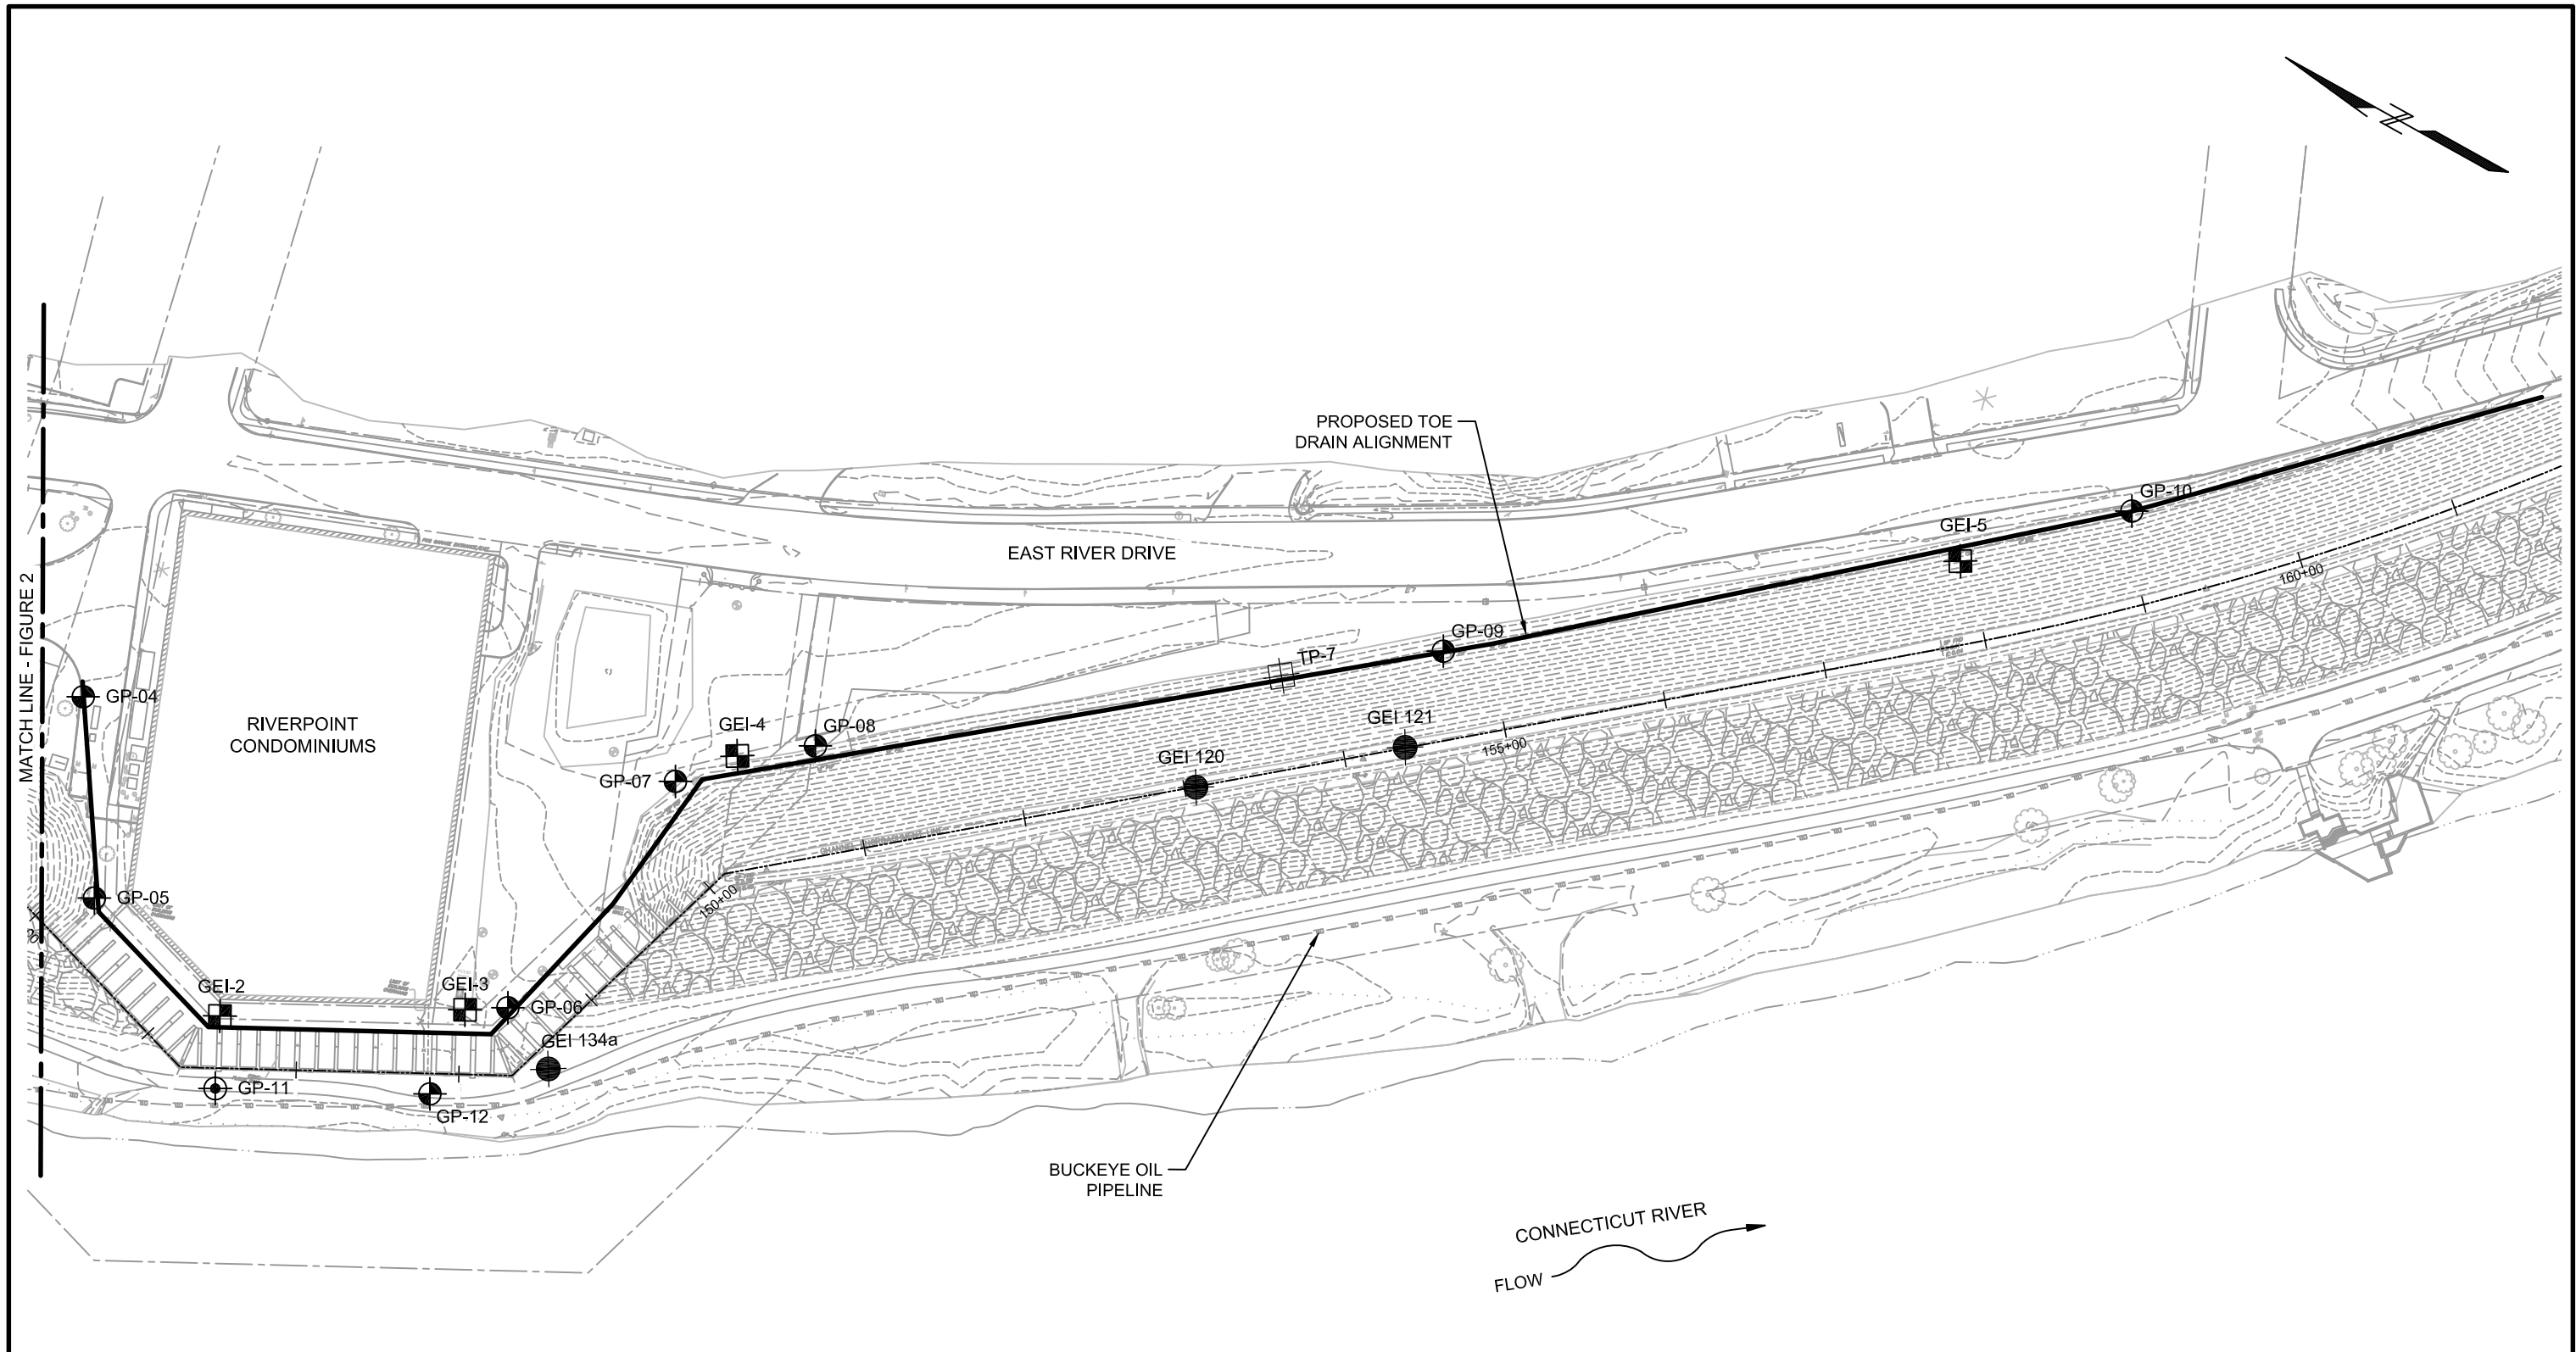 PROPOSED TOE
DRAIN ALIGNMENT
GP-10
GEI-5
EAST RIVER DRIVE
160+00
MATCH LINE - FIGURE 2
GP-09
TP-7
GP-04
RIVERPOINT
CONDOMINIUMS
GEI-4
GP-08
GEI 121
155+00
GEI 120
GP-07
CHANNEL ENCROACHMENT LINE
GP-05
150+00
GEI-2
GEI-3
GP-06
GEI 134a
GP-11
GP-12
BUCKEYE OIL
PIPELINE
CONNECTICUT RIVER
FLOW